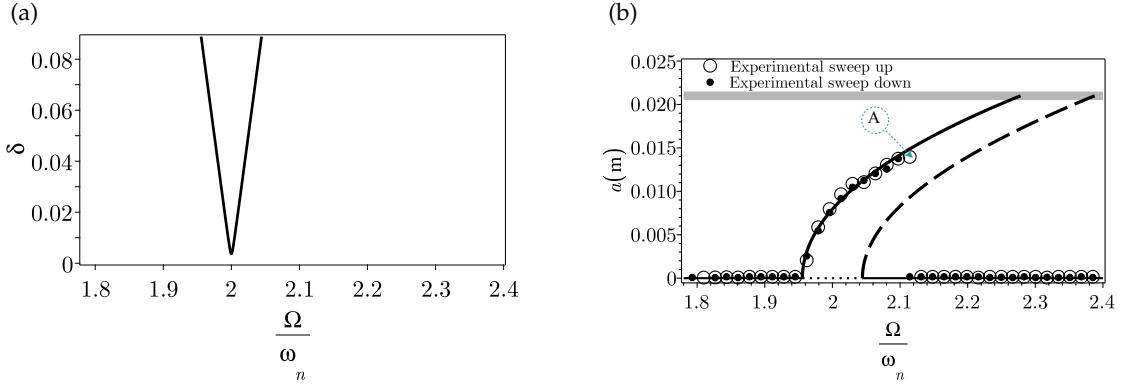 (a)
0.08
0.06
0.04
0.02
0
δ
1.8 1.9 2 2.1 2.2 2.3 2.4
Ω
ω n
(b)
0.025
0.020
0.015
0.010
0.005
0
a(m)
Experimental sweep up
Experimental sweep down
A
1.8 1.9 2 2.1 2.2 2.3 2.4
Ω
ω n